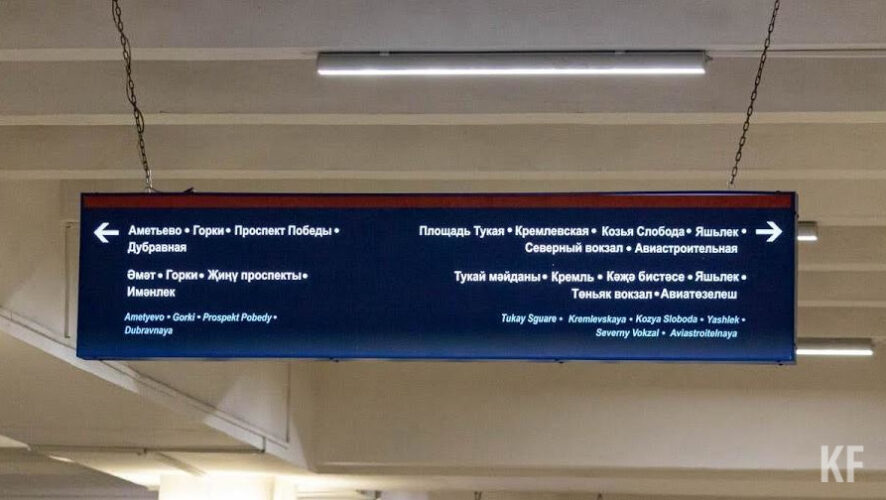 Аметьево • Горки • Проспект Победы •
Дубравная
Әмәт • Горки • Җиңү проспекты •
Имәнлек
Ametyevo • Gorki • Prospekt Pobedy •
Dubravnaya
Площадь Тукая • Кремлевская • Козья Слобода • Яшьлек •
Северный вокзал • Авиастроительная
Тукай мәйданы • Кремль • Кәҗә бистәсе • Яшьлек •
Төньяк вокзал • Авиатөзелеш
Tukay Sguare • Kremlevskaya • Kozya Sloboda • Yashlek •
Severny Vokzal • Aviastroitelnaya
KF